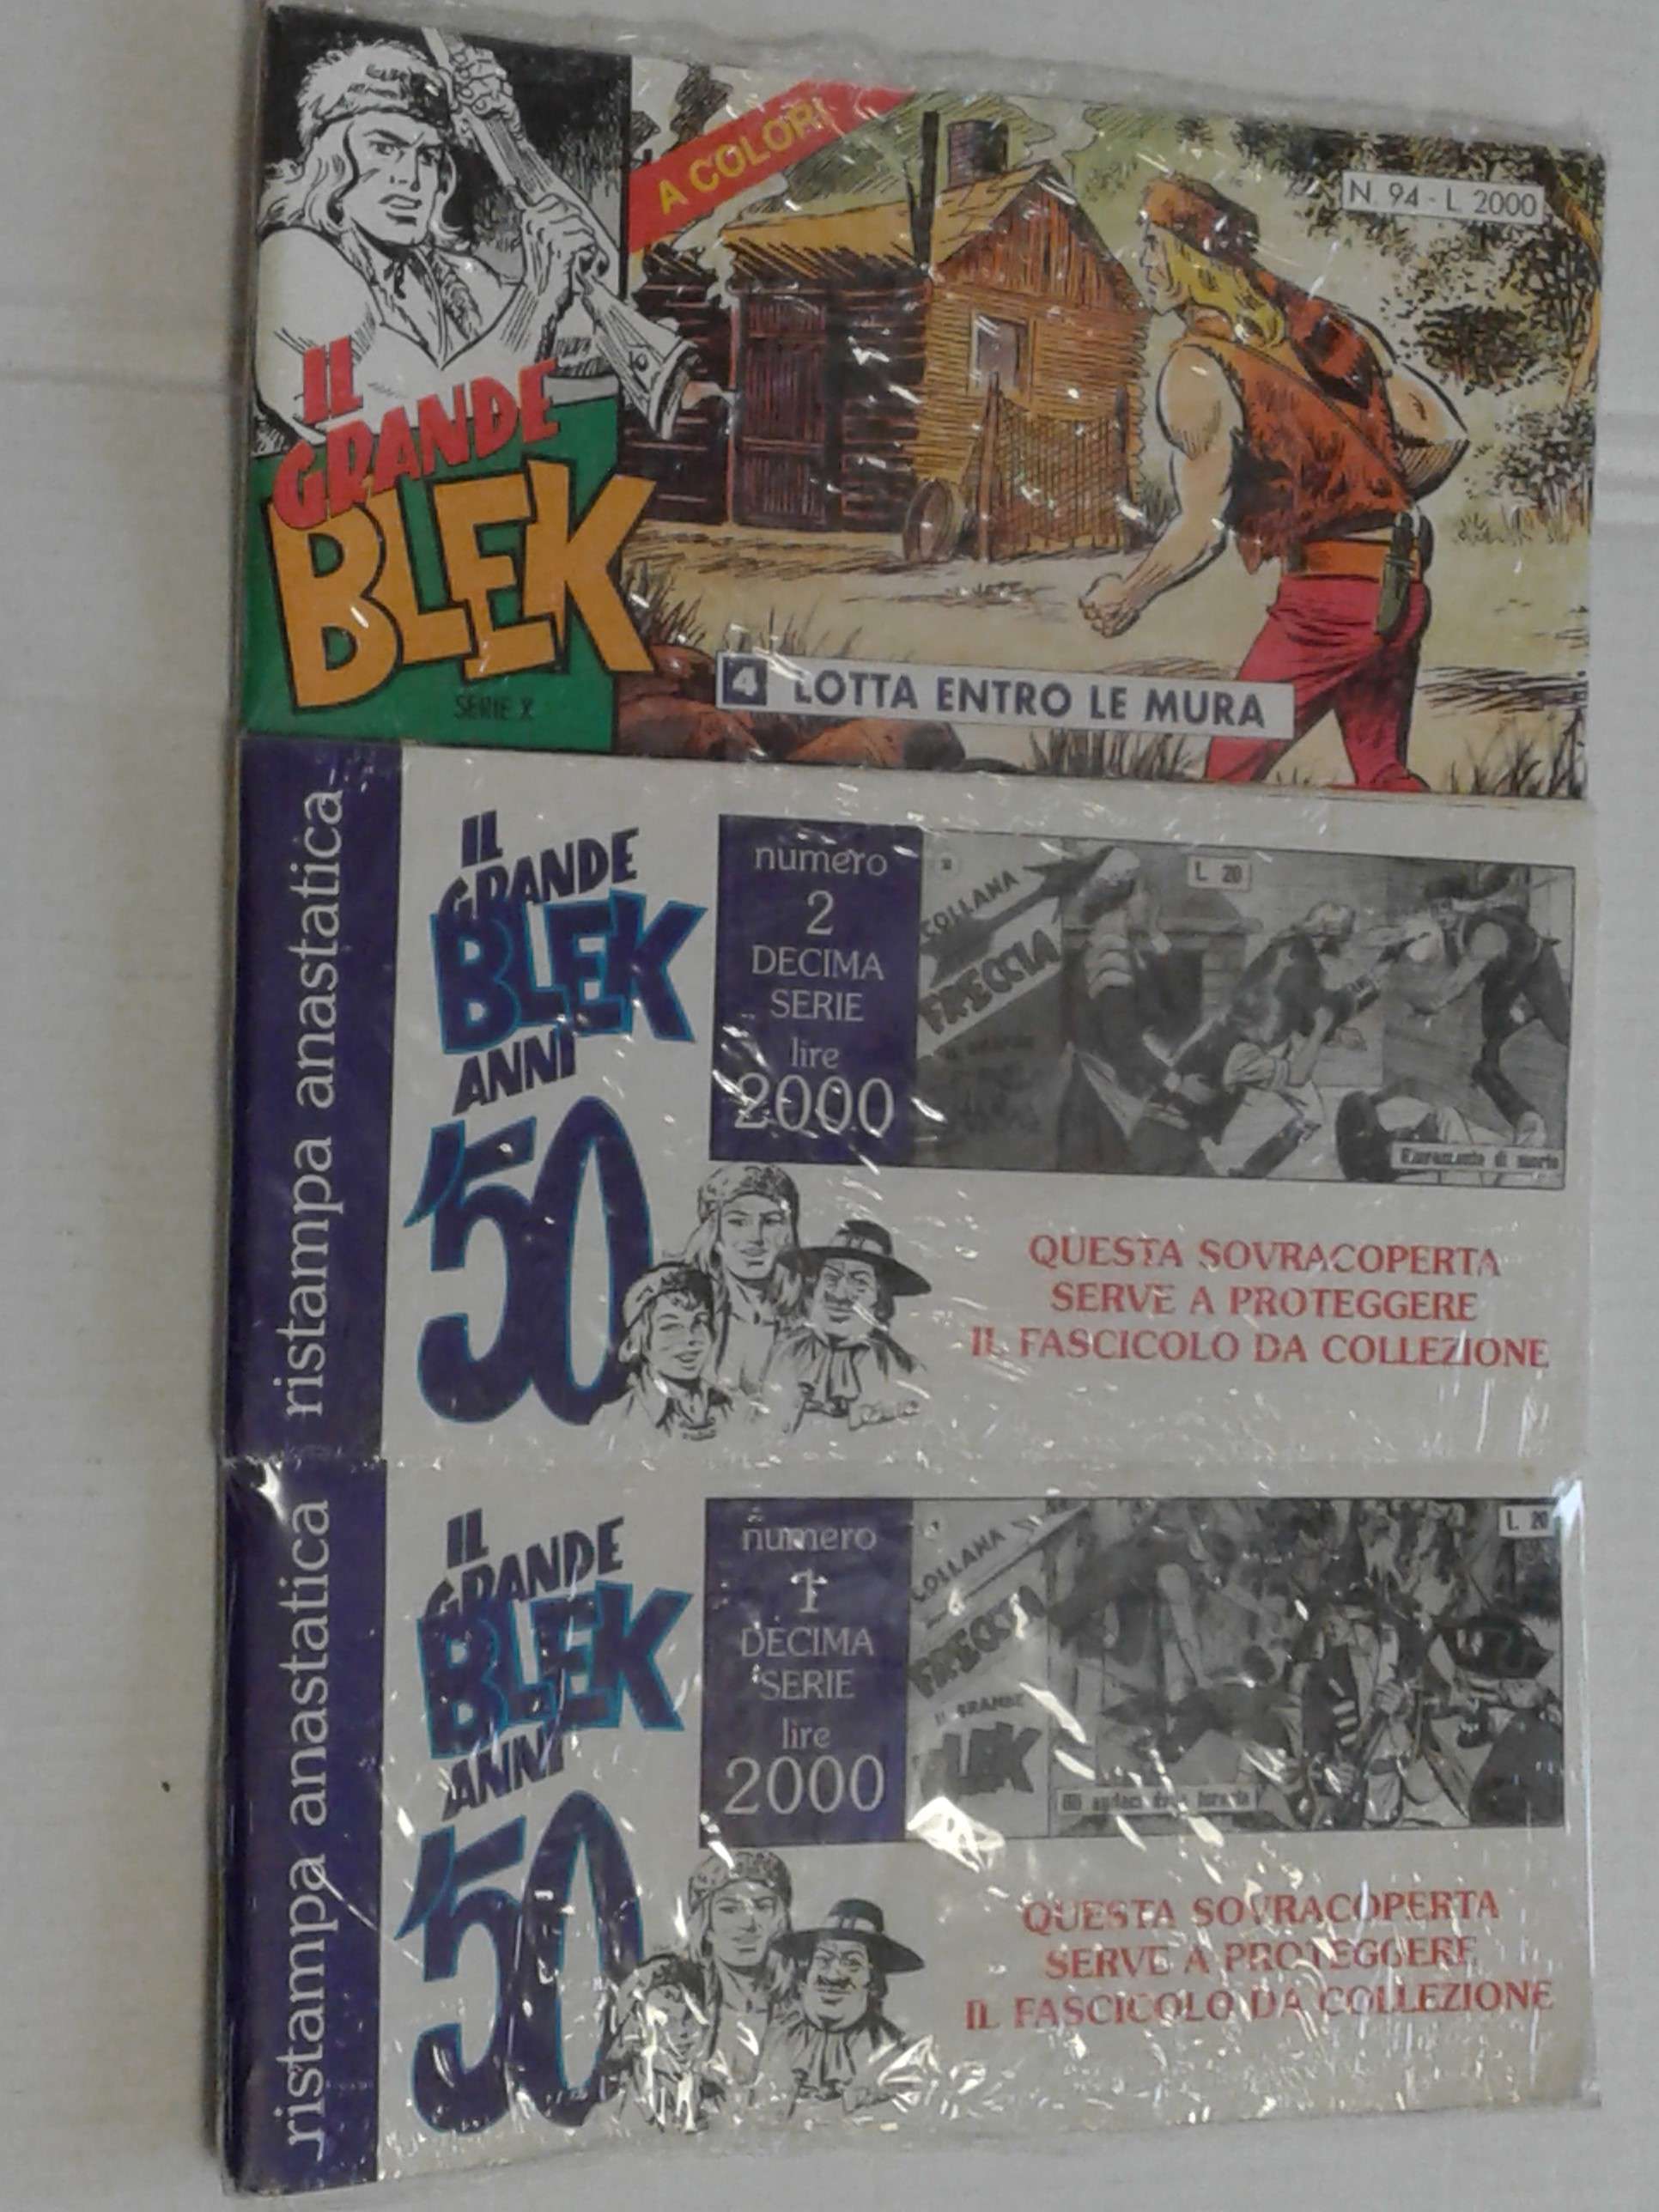 A COLORI
N. 94 - L. 2000
IL
GRANDE
BLEK
SERIE X
4 LOTTA ENTRO LE MURA
ristampa anastatica
IL
GRANDE
BLEK
ANNI
'50
numero
2
DECIMA
SERIE
lire
2000
COLLANA
FRECCIA
L. 20
QUESTA SOVRACOPERTA
SERVE A PROTEGGERE
IL FASCICOLO DA COLLEZIONE
ristampa anastatica
IL
GRANDE
BLEK
ANNI
'50
numero
1
DECIMA
SERIE
lire
2000
COLLANA
FRECCIA
IL GRANDE
BLEK
L. 20
QUESTA SOVRACOPERTA
SERVE A PROTEGGERE
IL FASCICOLO DA COLLEZIONE